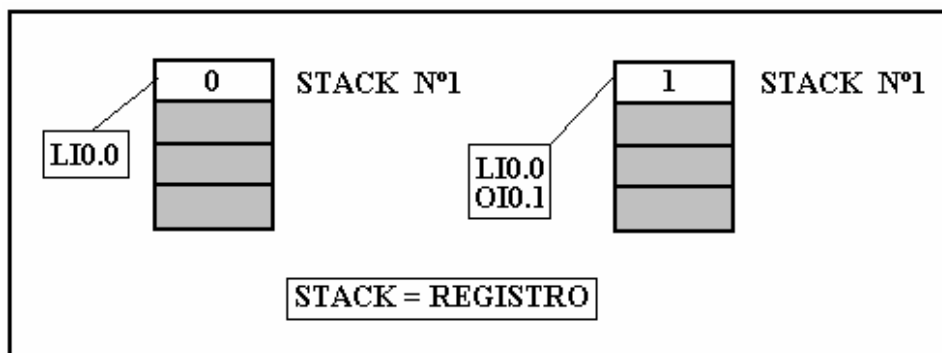 0 STACK Nº1
LI0.0
1 STACK Nº1
LI0.0
OI0.1
STACK = REGISTRO